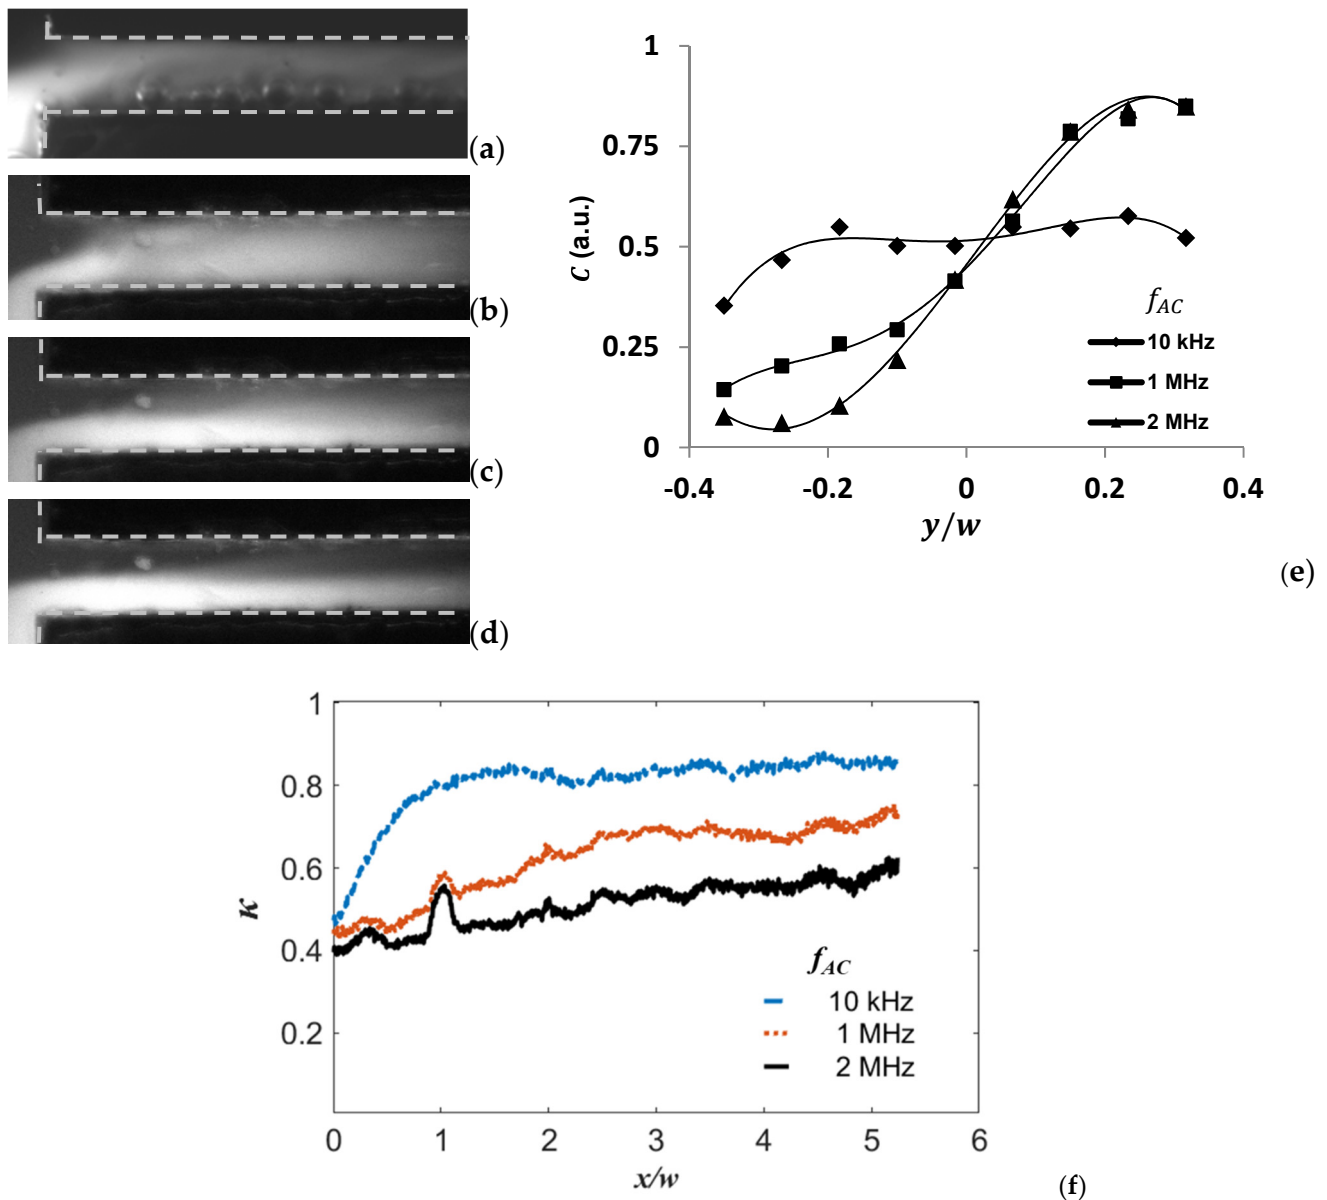 (a)
(b)
(c)
(d)
1
0.75
0.5
0.25
0
C (a.u.)
-0.4 -0.2 0 0.2 0.4
y/w
f_AC
10 kHz
1 MHz
2 MHz
(e)
1
0.8
0.6
0.4
0.2
κ
0 1 2 3 4 5 6
x/w
f_AC
10 kHz
1 MHz
2 MHz
(f)